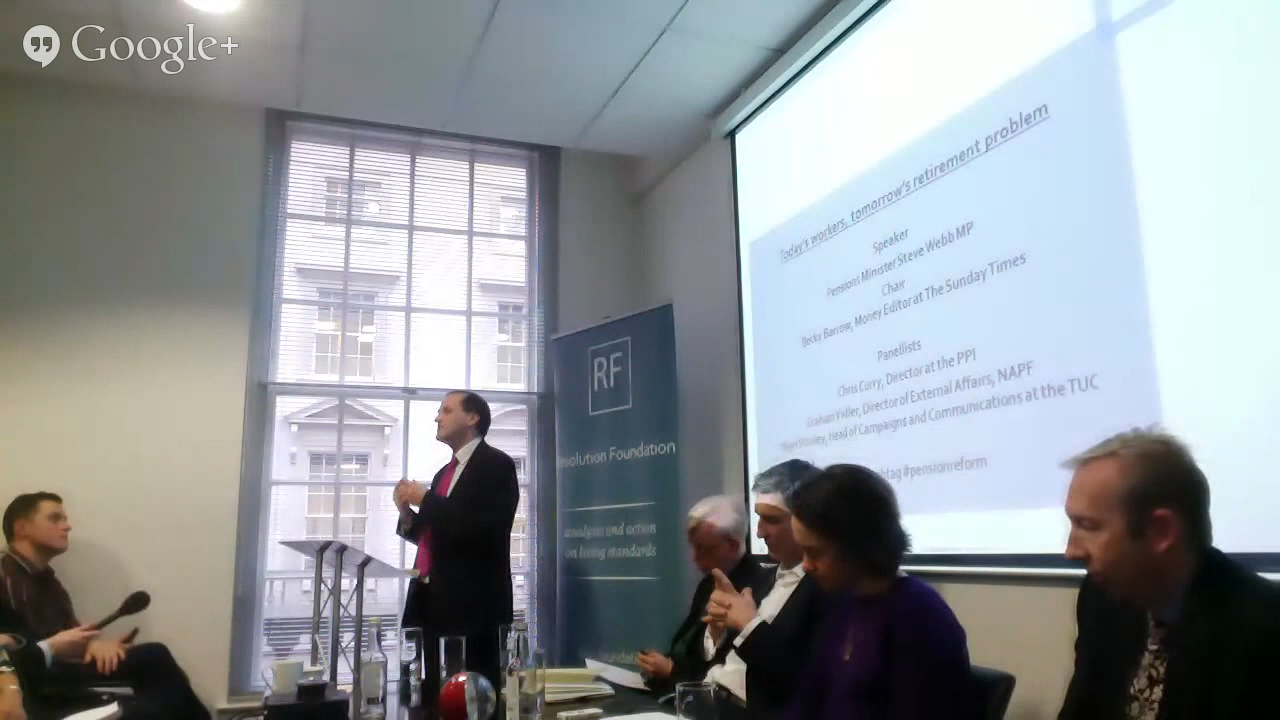 Google+
Today's workers, tomorrow's retirement problem
Speaker
Pensions Minister Steve Webb MP
Chair
Becky Barrow, Money Editor at The Sunday Times
Panellists
Chris Curry, Director at the PPI
Graham Vidler, Director of External Affairs, NAPF
Stanley, Head of Campaigns and Communications at the TUC
#pensionreform
RF
Foundation
analysis and action
on living standards